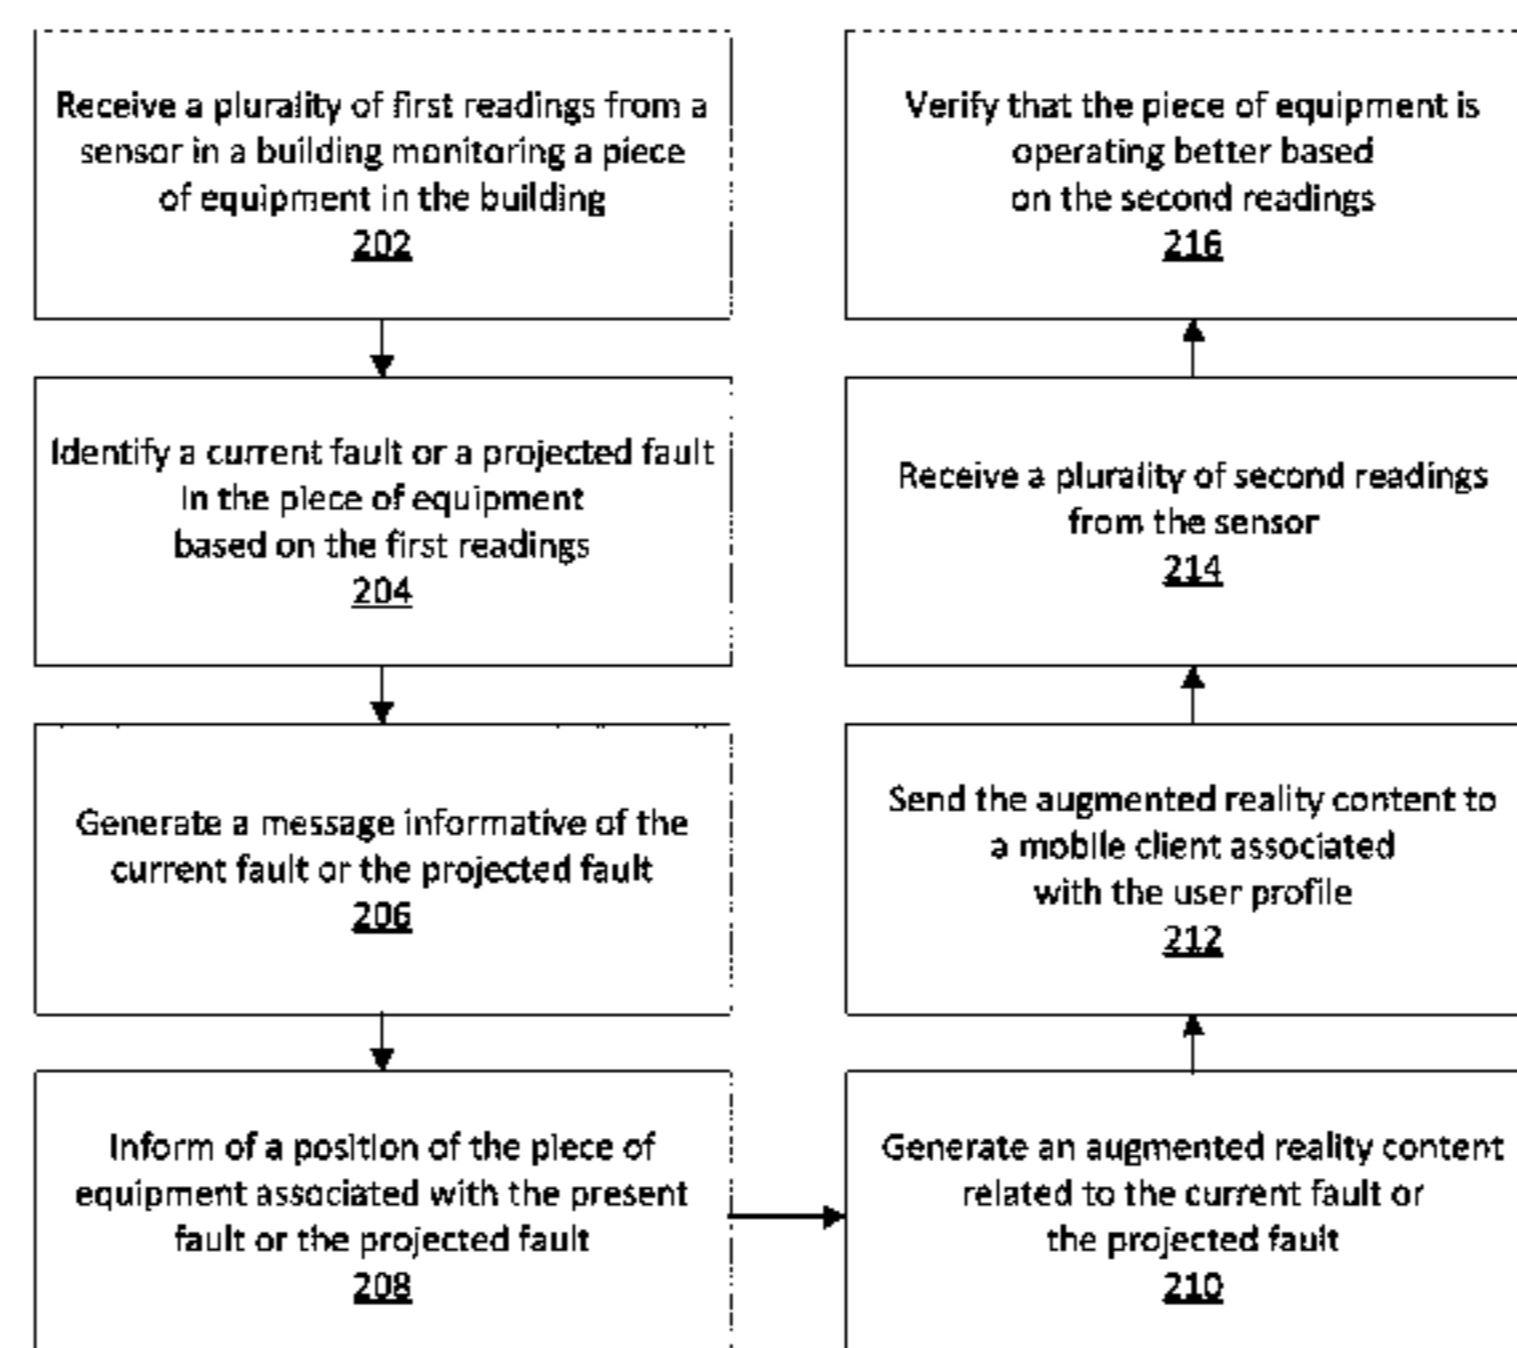 Receive a plurality of first readings from a
sensor in a building monitoring a piece
of equipment in the building
202
Identify a current fault or a projected fault
in the piece of equipment
based on the first readings
204
Generate a message informative of the
current fault or the projected fault
206
Inform of a position of the piece of
equipment associated with the present
fault or the projected fault
208
Generate an augmented reality content
related to the current fault or
the projected fault
210
Send the augmented reality content to
a mobile client associated
with the user profile
212
Receive a plurality of second readings
from the sensor
214
Verify that the piece of equipment is
operating better based
on the second readings
216